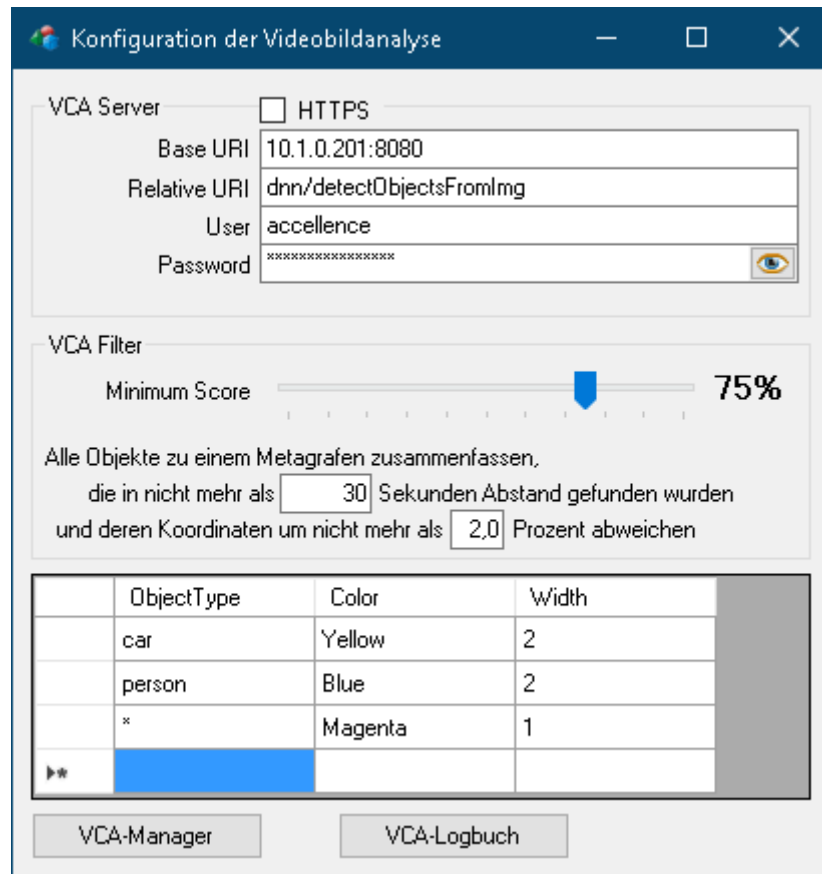 Konfiguration der Videobildanalyse
VCA Server HTTPS
Base URI 10.1.0.201:8080
Relative URI dnn/detectObjectsFromImg
User accellence
Password ****************
VCA Filter
Minimum Score 75%
Alle Objekte zu einem Metagrafen zusammenfassen,
die in nicht mehr als 30 Sekunden Abstand gefunden wurden
und deren Koordinaten um nicht mehr als 2,0 Prozent abweichen
ObjectType Color Width
car Yellow 2
person Blue 2
* Magenta 1
VCA-Manager VCA-Logbuch